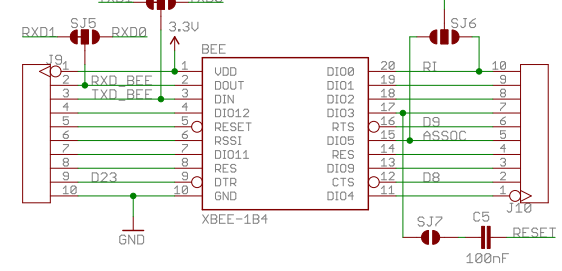 SJ5
RXD1
RXD0
3.3V
SJ6
BEE
J9
1 1 VDD DIO0 20 RI 10
2 RXD_BEE 2 DOUT DIO1 19 9
3 TXD_BEE 3 DIN DIO2 18 8
4 4 DIO12 DIO3 17 7
5 5 RESET RTS 16 D9 6
6 6 RSSI DIO5 15 ASSOC 5
7 7 DIO11 RES 14 4
8 8 RES DIO9 13 3
9 D23 9 DTR CTS 12 D8 2
10 10 GND DIO4 11 1
J10
XBEE-1B4
GND
SJ7
C5
RESET
100nF